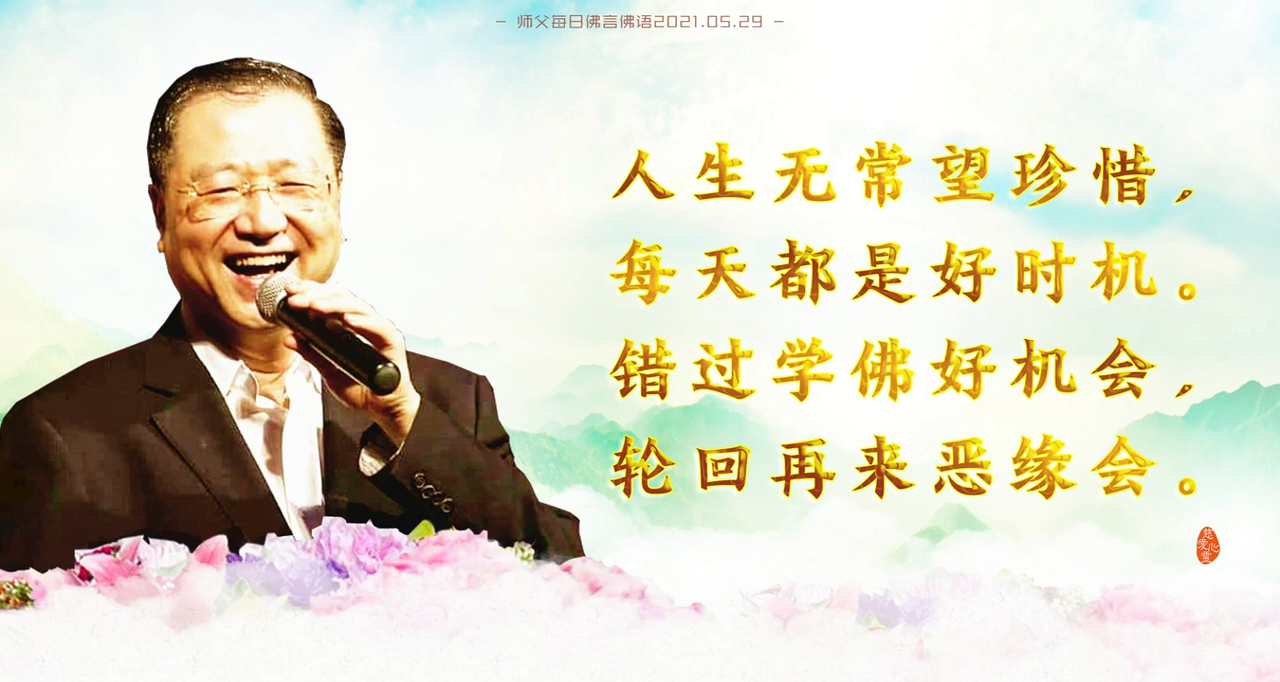 - 师父每日佛言佛语2021.05.29 -
人生无常望珍惜,
每天都是好时机。
错过学佛好机会,
轮回再来恶缘会。